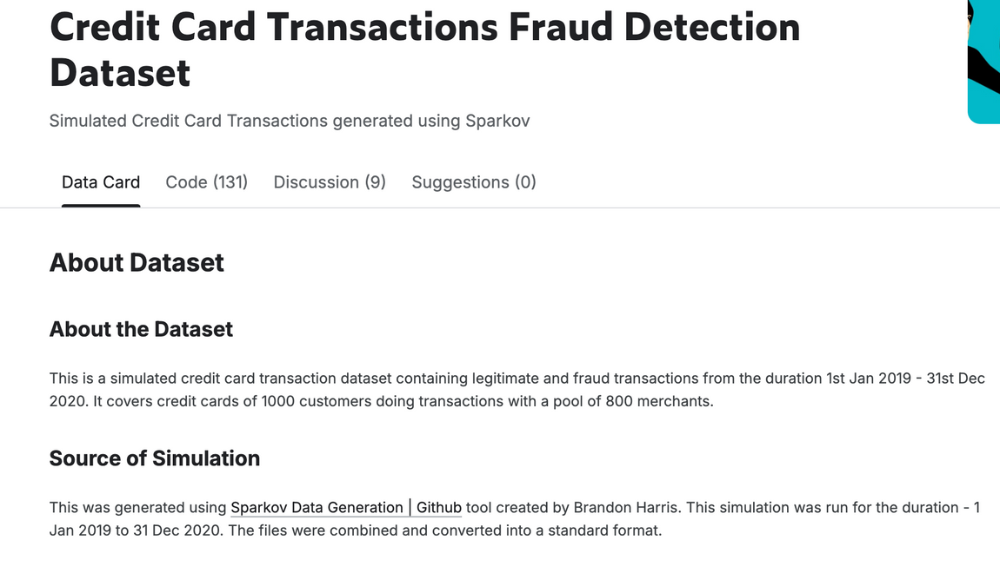 Credit Card Transactions Fraud Detection
Dataset
Simulated Credit Card Transactions generated using Sparkov
Data Card Code (131) Discussion (9) Suggestions (0)
About Dataset
About the Dataset
This is a simulated credit card transaction dataset containing legitimate and fraud transactions from the duration 1st Jan 2019 - 31st Dec
2020. It covers credit cards of 1000 customers doing transactions with a pool of 800 merchants.
Source of Simulation
This was generated using Sparkov Data Generation | Github tool created by Brandon Harris. This simulation was run for the duration - 1
Jan 2019 to 31 Dec 2020. The files were combined and converted into a standard format.